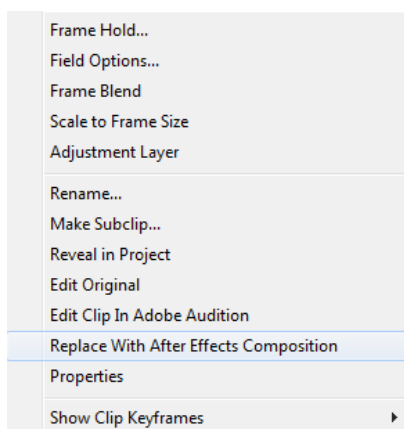 Frame Hold...
Field Options...
Frame Blend
Scale to Frame Size
Adjustment Layer
Rename...
Make Subclip...
Reveal in Project
Edit Original
Edit Clip In Adobe Audition
Replace With After Effects Composition
Properties
Show Clip Keyframes